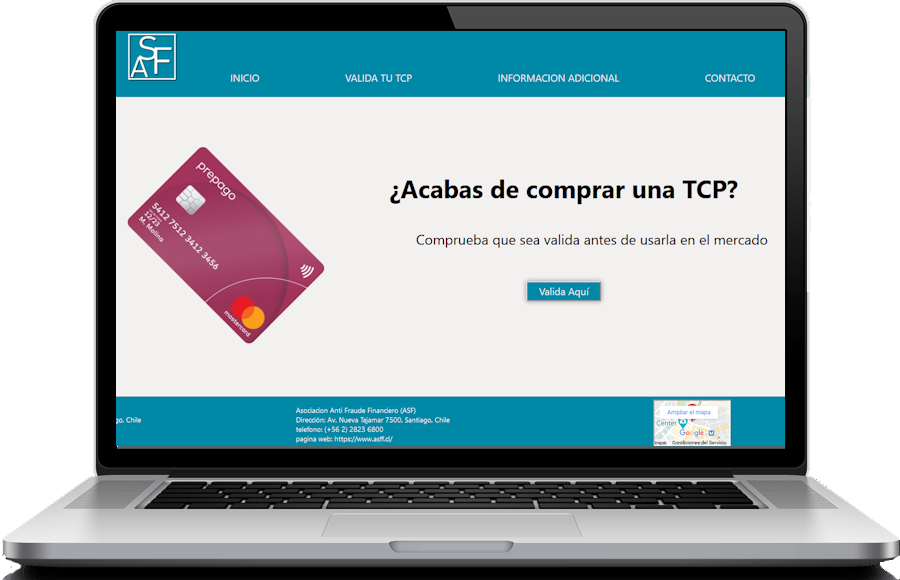 ASF
INICIO
VALIDA TU TCP
INFORMACION ADICIONAL
CONTACTO
prepago
5412 7512 3412 3456
12/23
M. Molina
mastercard
¿Acabas de comprar una TCP?
Comprueba que sea valida antes de usarla en el mercado
Valida Aquí
go, Chile
Asociacion Anti Fraude Financiero (ASF)
Dirección: Av. Nueva Tajamar 7500, Santiago, Chile
telefono: (+56 2) 2823 6800
pagina web: https://www.asff.cl/
Ampliar el mapa
Center
Google
mapa Condiciones del Servicio